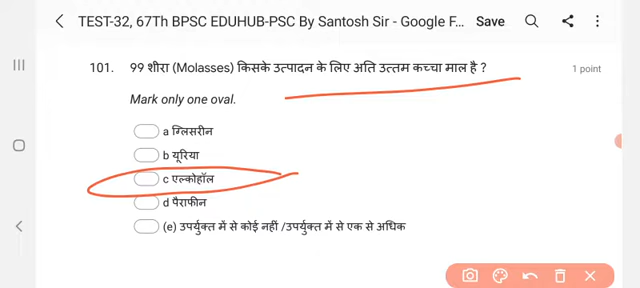 TEST-32, 67Th BPSC EDUHUB-PSC By Santosh Sir - Google F... Save
101. 99 शीरा (Molasses) किसके उत्पादन के लिए अति उत्तम कच्चा माल है ? 1 point
Mark only one oval.
a ग्लिसरीन
b यूरिया
c एल्कोहॉल
d पैराफीन
(e) उपर्युक्त में से कोई नहीं /उपर्युक्त में से एक से अधिक